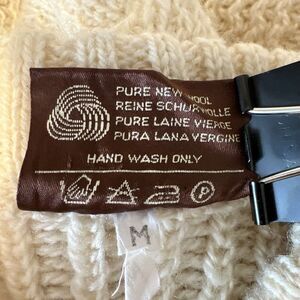 PURE NEW WOOL
REINE SCHURWOLLE
PURE LAINE VIERGE
PURA LANA VERGINE
HAND WASH ONLY
P
M